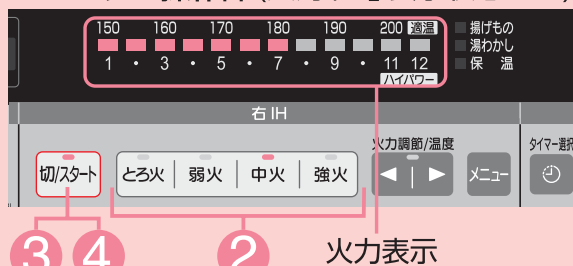 150 160 170 180 190 200 適温
1 ・ 3 ・ 5 ・ 7 ・ 9 ・ 11 12
ハイパワー
揚げもの
湯わかし
保 温
右 IH
火力調節/温度
タイマー選択
切/スタート
とろ火
弱火
中火
強火
◀ ▶
メニュー
3 4
2
火力表示